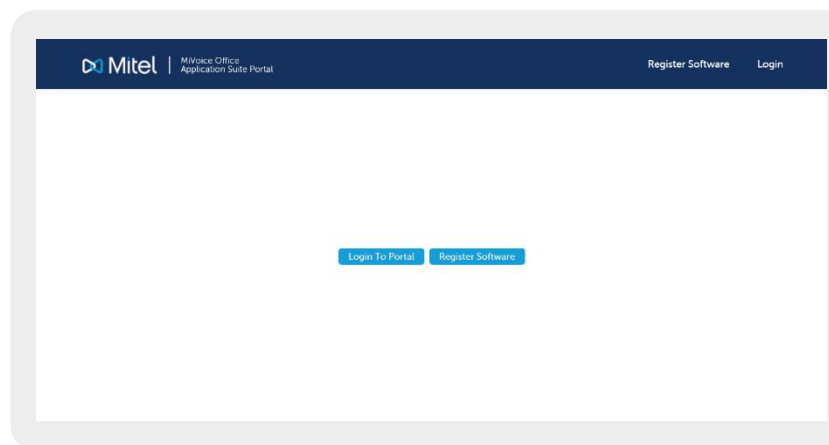 Mitel | MiVoice Office
Application Suite Portal
Register Software Login
Login To Portal Register Software